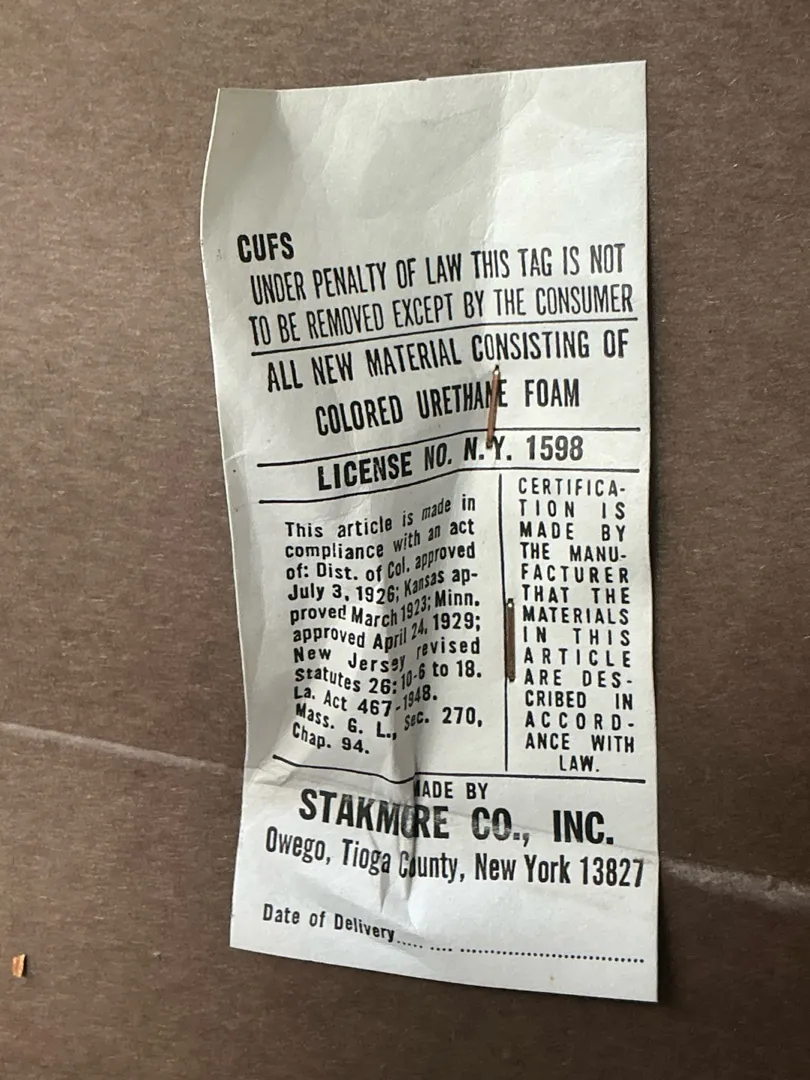 CUFS
UNDER PENALTY OF LAW THIS TAG IS NOT
TO BE REMOVED EXCEPT BY THE CONSUMER
ALL NEW MATERIAL CONSISTING OF
COLORED URETHANE FOAM
LICENSE NO. N.Y. 1598
This article is made in
compliance with an act
of: Dist. of Col. approved
July 3, 1926; Kansas ap-
proved March 1923; Minn.
approved April 24, 1929;
New Jersey revised
Statutes 26:10-6 to 18.
La. Act 467-1948.
Mass. G. L., Sec. 270,
Chap. 94.
CERTIFICA-
TION IS
MADE BY
THE MANU-
FACTURER
THAT THE
MATERIALS
IN THIS
ARTICLE
ARE DES-
CRIBED IN
ACCORD-
ANCE WITH
LAW.
MADE BY
STAKMORE CO., INC.
Owego, Tioga County, New York 13827
Date of Delivery..... .... ................................